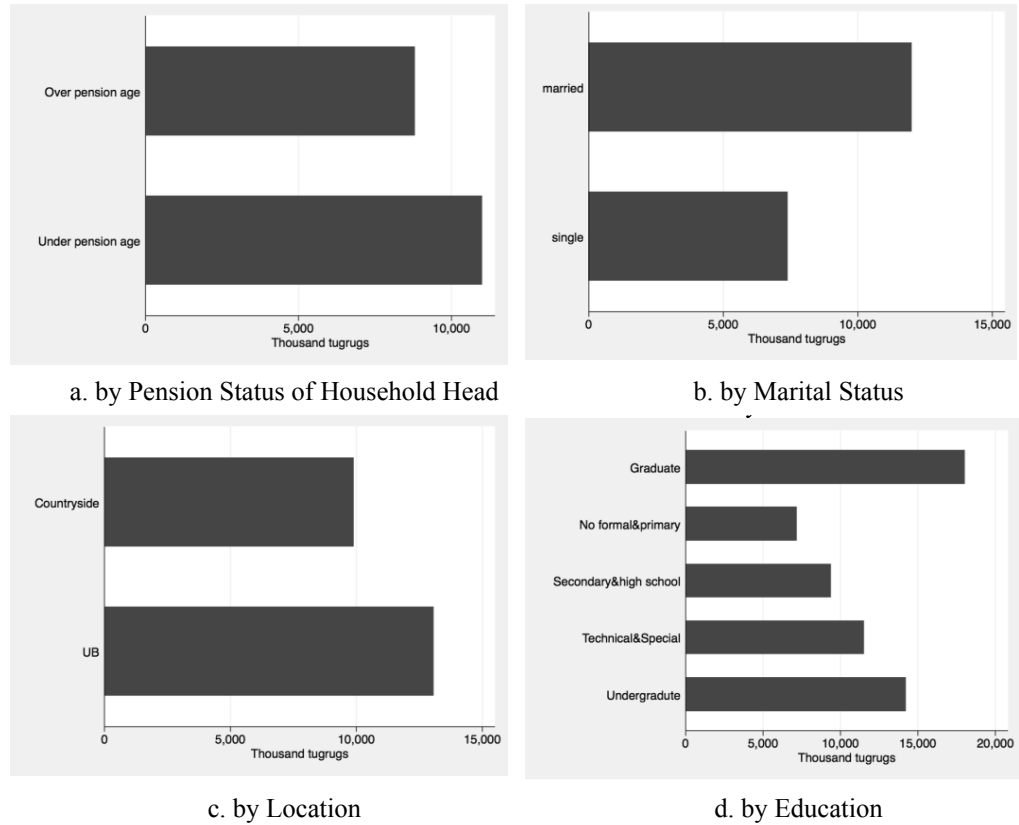 Over pension age
Under pension age
0 5,000 10,000
Thousand tugrugs
a. by Pension Status of Household Head
married
single
0 5,000 10,000 15,000
Thousand tugrugs
b. by Marital Status
Countryside
UB
0 5,000 10,000 15,000
Thousand tugrugs
c. by Location
Graduate
No formal&primary
Secondary&high school
Technical&Special
Undergradute
0 5,000 10,000 15,000 20,000
Thousand tugrugs
d. by Education